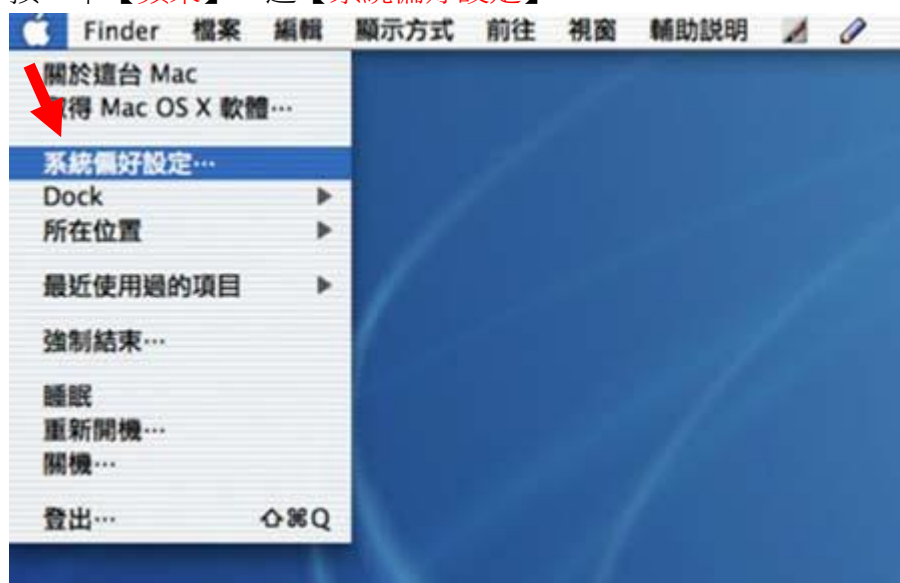 Finder 檔案 編輯 顯示方式 前往 視窗 輔助説明
關於這台 Mac
得 Mac OS X 軟體…
系統偏好設定…
Dock
所在位置
最近使用過的項目
強制結束…
睡眠
重新開機…
關機…
登出… ⇧⌘Q